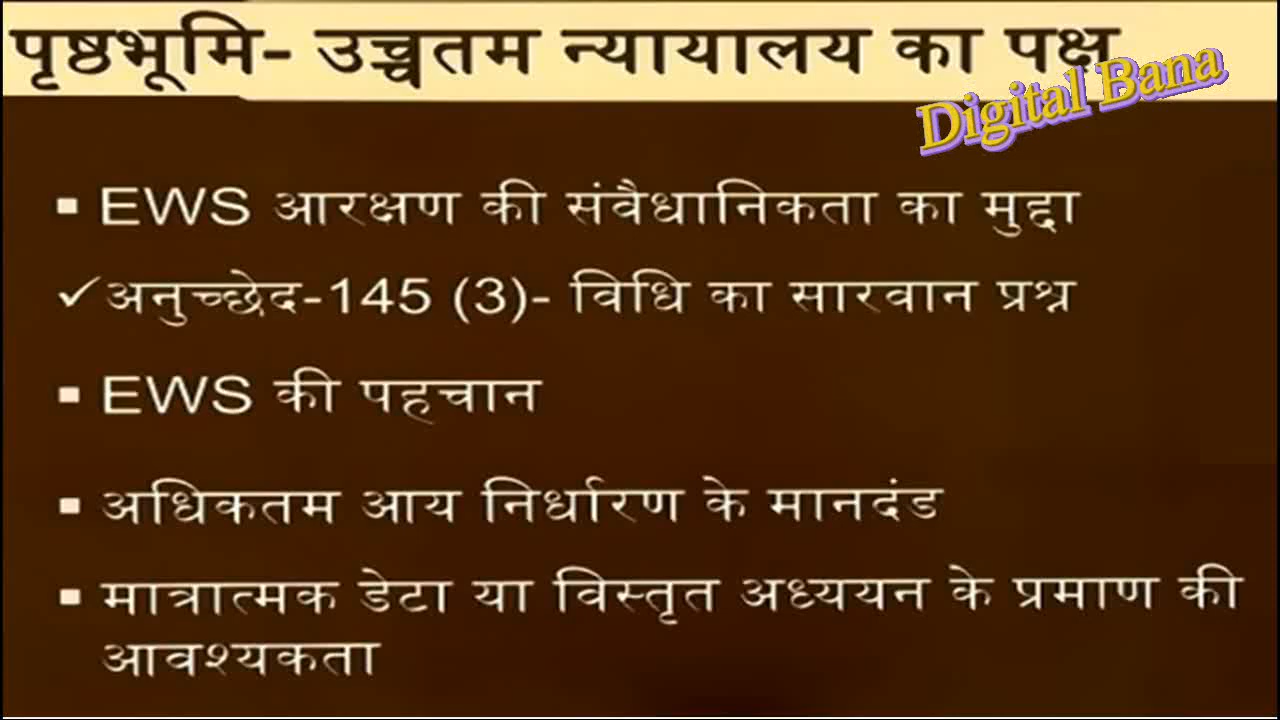 पृष्ठभूमि- उच्चतम न्यायालय का पक्ष
Digital Bana
▪ EWS आरक्षण की संवैधानिकता का मुद्दा
✓ अनुच्छेद-145 (3)- विधि का सारवान प्रश्न
▪ EWS की पहचान
▪ अधिकतम आय निर्धारण के मानदंड
▪ मात्रात्मक डेटा या विस्तृत अध्ययन के प्रमाण की
आवश्यकता